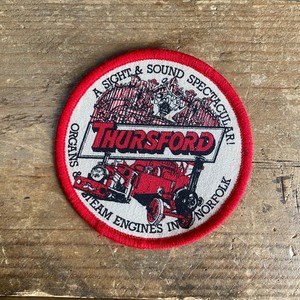 A SIGHT & SOUND SPECTACULAR!
THURSFORD
ORGANS & STEAM ENGINES IN NORFOLK